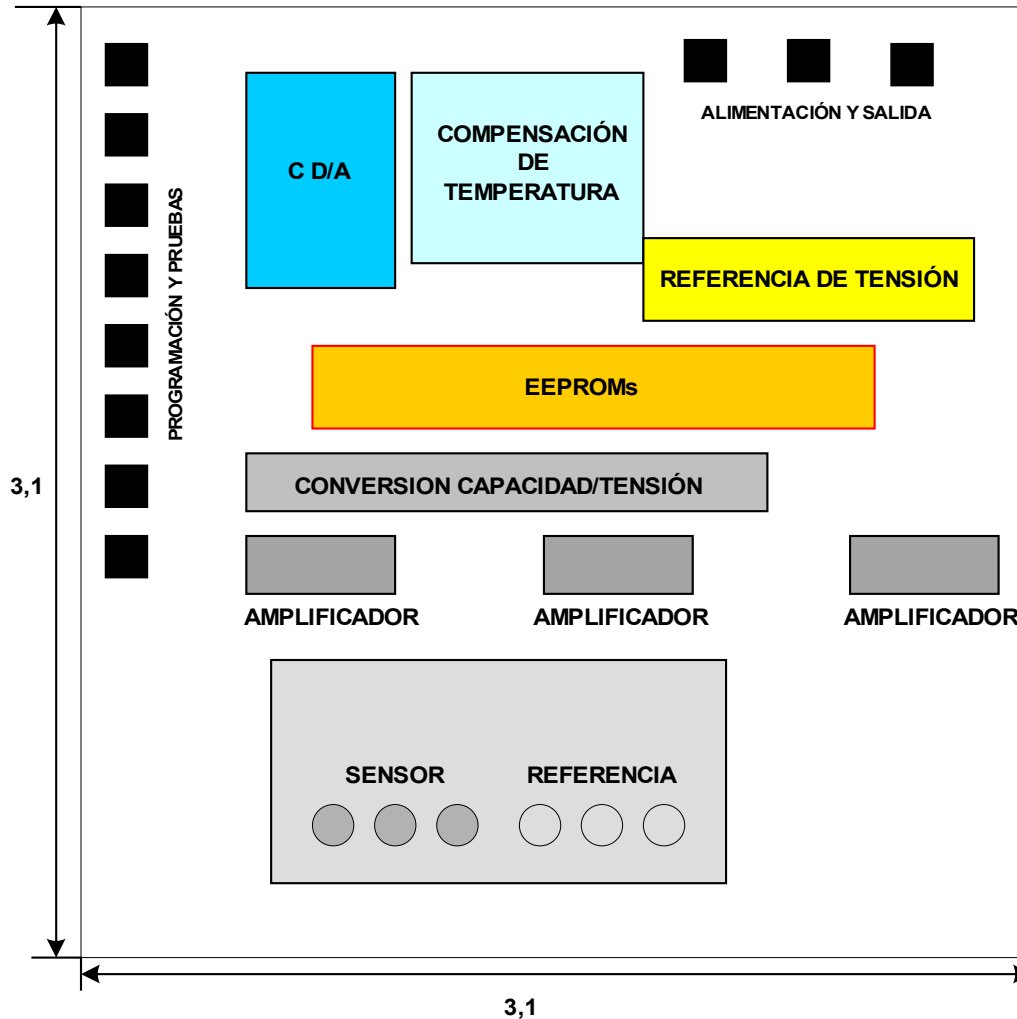 ALIMENTACIÓN Y SALIDA
COMPENSACIÓN
DE
TEMPERATURA
C D/A
PROGRAMACIÓN Y PRUEBAS
REFERENCIA DE TENSIÓN
EEPROMs
3,1
CONVERSION CAPACIDAD/TENSIÓN
AMPLIFICADOR
AMPLIFICADOR
AMPLIFICADOR
SENSOR
REFERENCIA
3,1